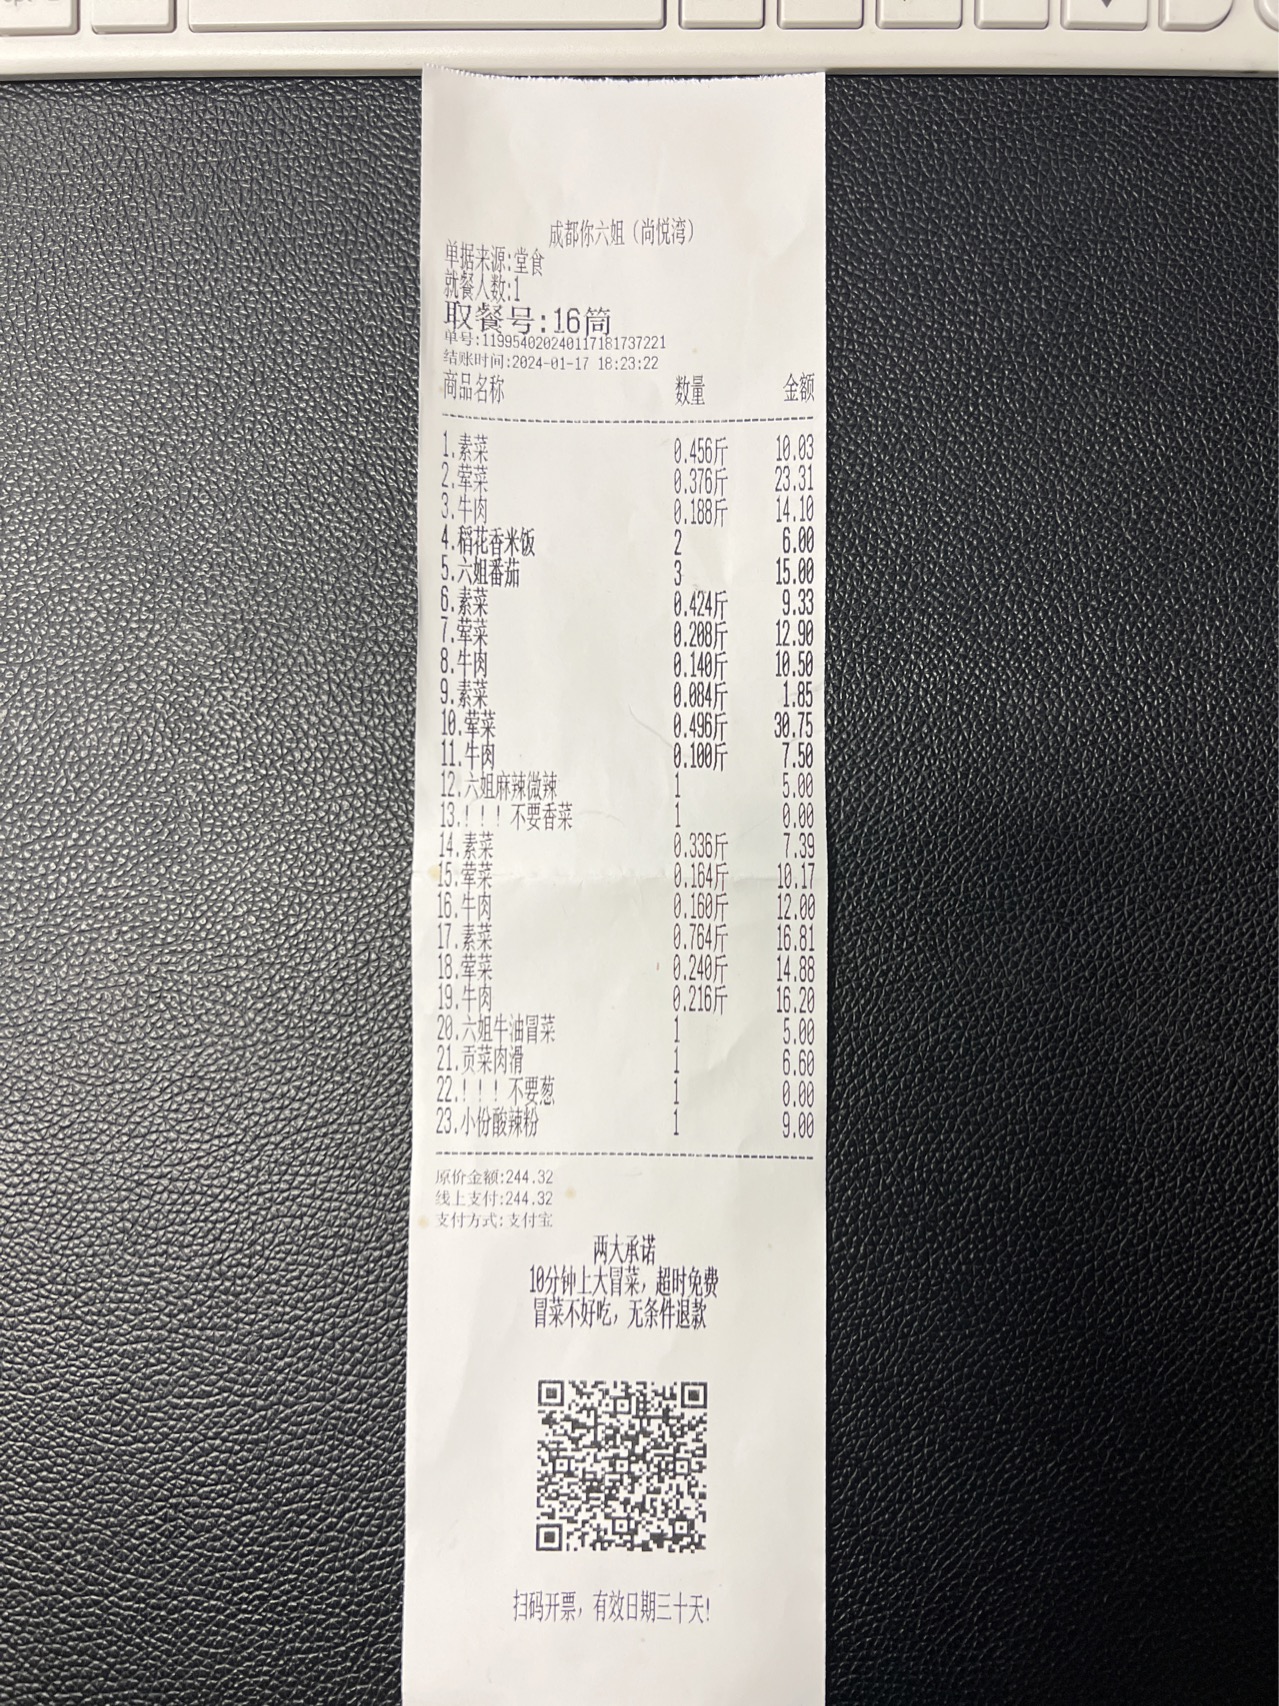 成都你六姐（尚悦湾）
单据来源:堂食
就餐人数:1
取餐号:16筒
单号:119954020240117181737221
结账时间:2024-01-17 18:23:22
商品名称 数量 金额
1.素菜 0.456斤 10.03
2.荤菜 0.376斤 23.31
3.牛肉 0.188斤 14.10
4.稻花香米饭 2 6.00
5.六姐番茄 3 15.00
6.素菜 0.424斤 9.33
7.荤菜 0.208斤 12.90
8.牛肉 0.140斤 10.50
9.素菜 0.084斤 1.85
10.荤菜 0.496斤 30.75
11.牛肉 0.100斤 7.50
12.六姐麻辣微辣 1 5.00
13.！！！不要香菜 1 0.00
14.素菜 0.336斤 7.39
15.荤菜 0.164斤 10.17
16.牛肉 0.160斤 12.00
17.素菜 0.764斤 16.81
18.荤菜 0.240斤 14.88
19.牛肉 0.216斤 16.20
20.六姐牛油冒菜 1 5.00
21.贡菜肉滑 1 6.60
22.！！！不要葱 1 0.00
23.小份酸辣粉 1 9.00
原价金额:244.32
线上支付:244.32
支付方式:支付宝
两大承诺
10分钟上大冒菜，超时免费
冒菜不好吃，无条件退款
扫码开票，有效日期三十天!